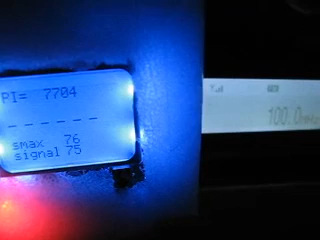 PI= 7704
------
smax 76
signal 75
100.0